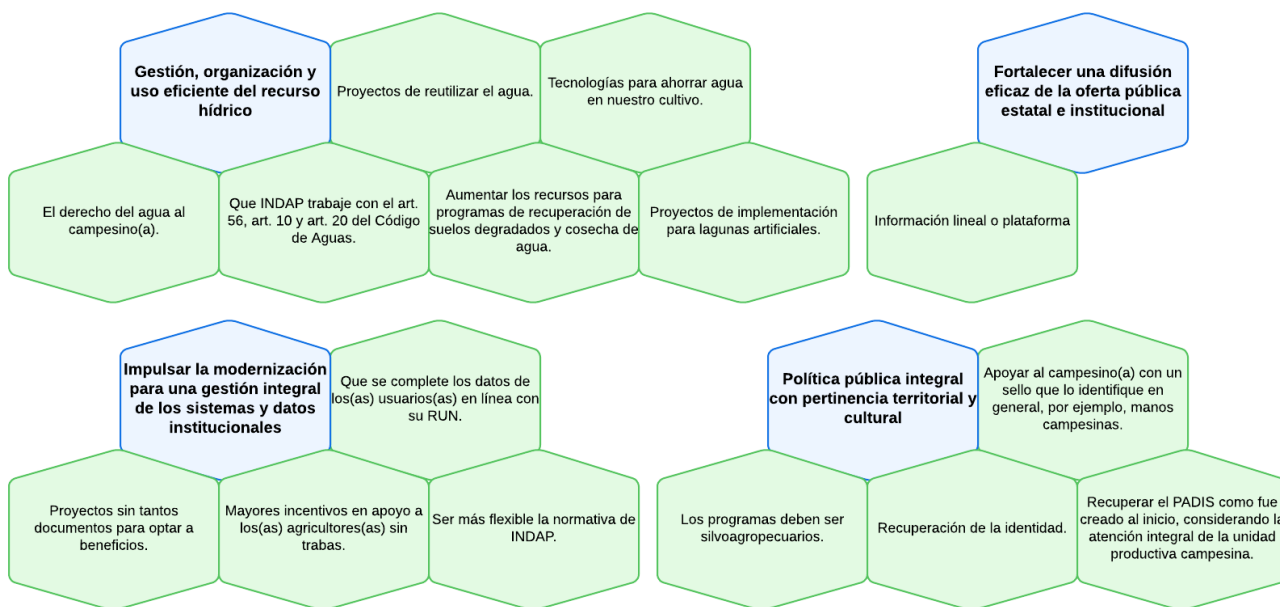 Gestión, organización y
uso eficiente del recurso
hídrico
Proyectos de reutilizar el agua.
Tecnologías para ahorrar agua
en nuestro cultivo.
El derecho del agua al
campesino(a).
Que INDAP trabaje con el art.
56, art. 10 y art. 20 del Código
de Aguas.
Aumentar los recursos para
programas de recuperación de
suelos degradados y cosecha de
agua.
Proyectos de implementación
para lagunas artificiales.
Fortalecer una difusión
eficaz de la oferta pública
estatal e institucional
Información lineal o plataforma
Impulsar la modernización
para una gestión integral
de los sistemas y datos
institucionales
Que se complete los datos de
los(as) usuarios(as) en línea con
su RUN.
Proyectos sin tantos
documentos para optar a
beneficios.
Mayores incentivos en apoyo a
los(as) agricultores(as) sin
trabas.
Ser más flexible la normativa de
INDAP.
Política pública integral
con pertinencia territorial y
cultural
Apoyar al campesino(a) con un
sello que lo identifique en
general, por ejemplo, manos
campesinas.
Los programas deben ser
silvoagropecuarios.
Recuperación de la identidad.
Recuperar el PADIS como fue
creado al inicio, considerando la
atención integral de la unidad
productiva campesina.